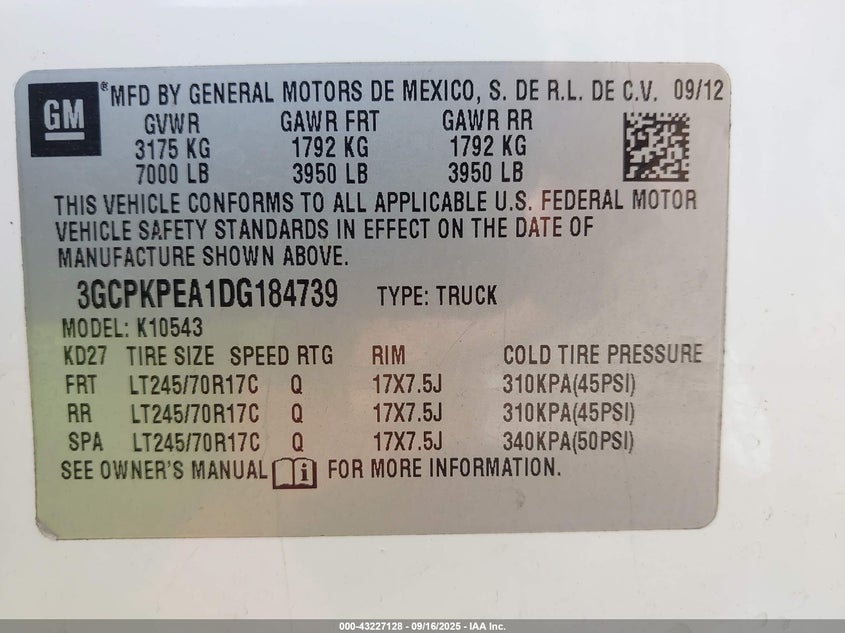 GM ® MFD BY GENERAL MOTORS DE MEXICO, S. DE R.L. DE C.V. 09/12
GVWR GAWR FRT GAWR RR
3175 KG 1792 KG 1792 KG
7000 LB 3950 LB 3950 LB
THIS VEHICLE CONFORMS TO ALL APPLICABLE U.S. FEDERAL MOTOR
VEHICLE SAFETY STANDARDS IN EFFECT ON THE DATE OF
MANUFACTURE SHOWN ABOVE.
3GCPKPEA1DG184739 TYPE: TRUCK
MODEL: K10543
KD27 TIRE SIZE SPEED RTG RIM COLD TIRE PRESSURE
FRT LT245/70R17C Q 17X7.5J 310KPA(45PSI)
RR LT245/70R17C Q 17X7.5J 310KPA(45PSI)
SPA LT245/70R17C Q 17X7.5J 340KPA(50PSI)
SEE OWNER'S MANUAL i FOR MORE INFORMATION.
000-43227128 - 09/16/2025 - IAA Inc.